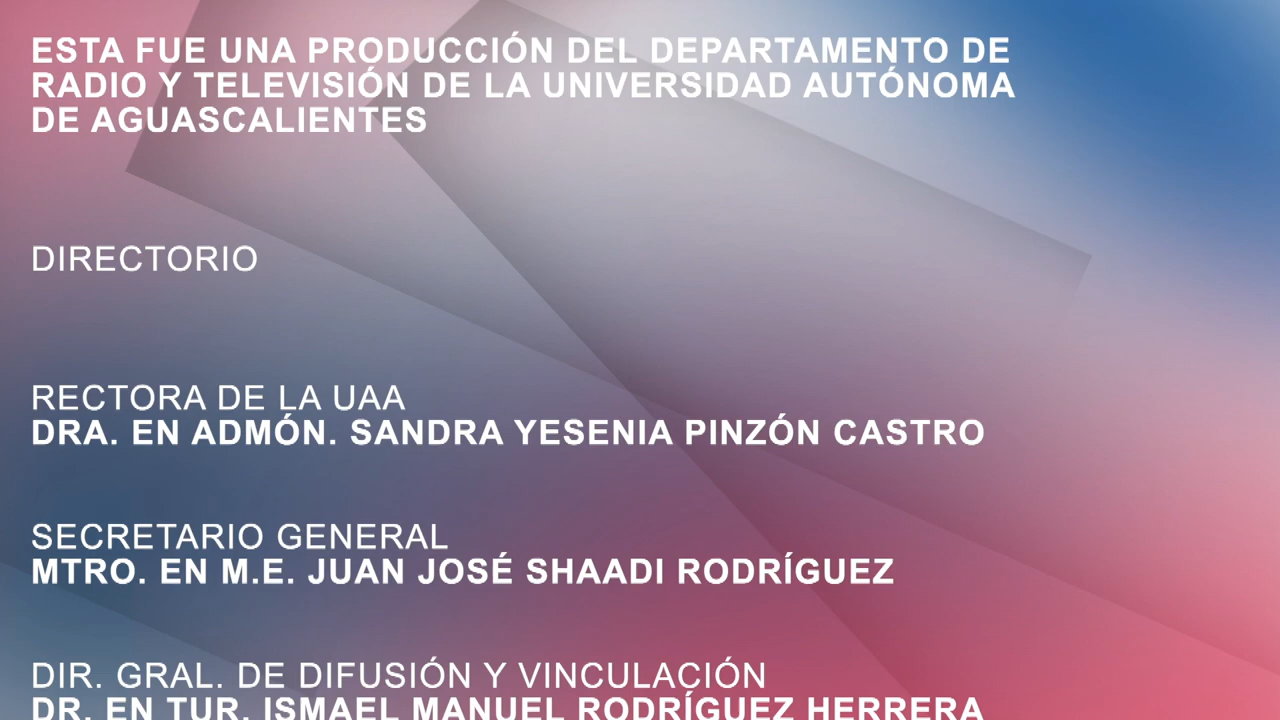 ESTA FUE UNA PRODUCCIÓN DEL DEPARTAMENTO DE
RADIO Y TELEVISIÓN DE LA UNIVERSIDAD AUTÓNOMA
DE AGUASCALIENTES
DIRECTORIO
RECTORA DE LA UAA
DRA. EN ADMÓN. SANDRA YESENIA PINZÓN CASTRO
SECRETARIO GENERAL
MTRO. EN M.E. JUAN JOSÉ SHAADI RODRÍGUEZ
DIR. GRAL. DE DIFUSIÓN Y VINCULACIÓN
DR. EN TUR. ISMAEL MANUEL RODRÍGUEZ HERRERA